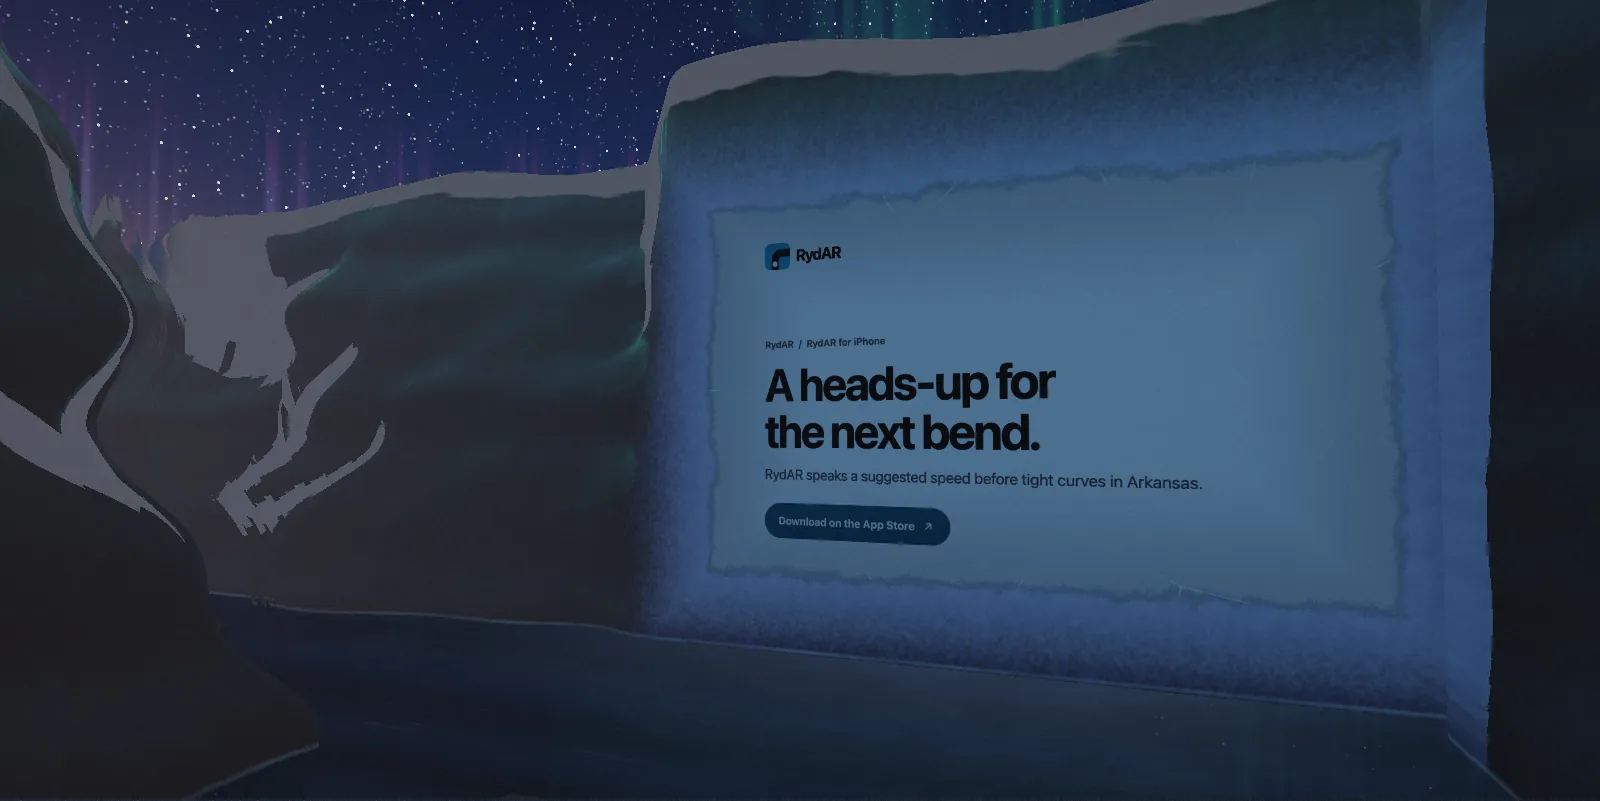 RydAR
RydAR / RydAR for iPhone
A heads-up for
the next bend.
RydAR speaks a suggested speed before tight curves in Arkansas.
Download on the App Store ↗